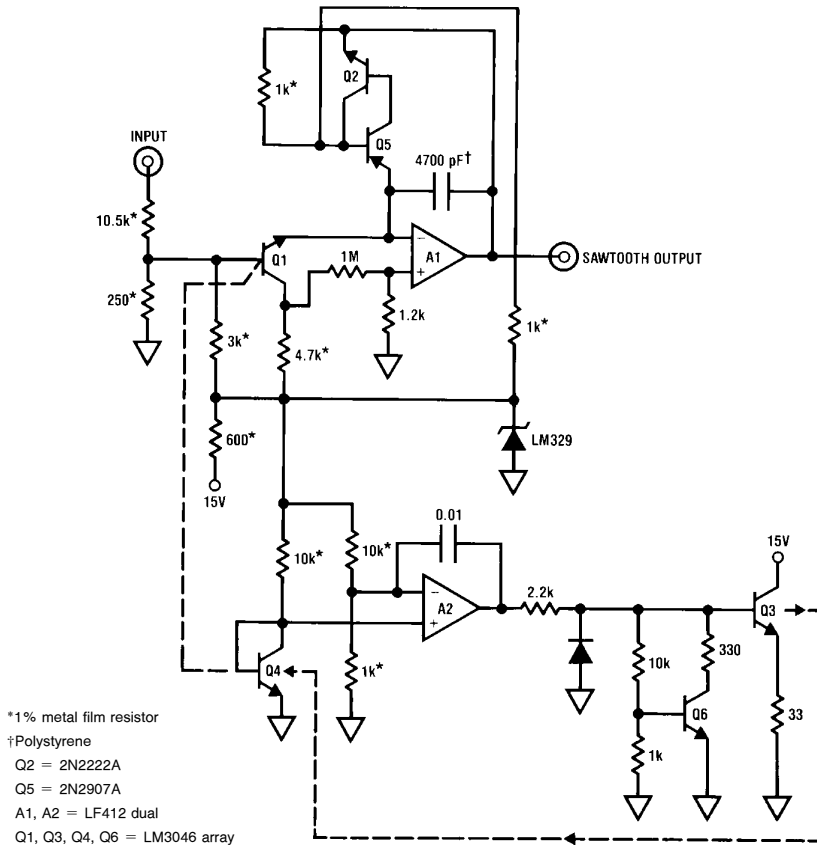 Q2
1k*
Q5
INPUT
4700 pF†
10.5k*
Q1
1M
−
A1
+
SAWTOOTH OUTPUT
250*
1.2k
1k*
3k*
4.7k*
LM329
600*
15V
0.01
15V
10k*
10k*
−
A2
+
2.2k
Q3
10k
330
Q4
1k*
Q6
33
1k
*1% metal film resistor
†Polystyrene
Q2 = 2N2222A
Q5 = 2N2907A
A1, A2 = LF412 dual
Q1, Q3, Q4, Q6 = LM3046 array